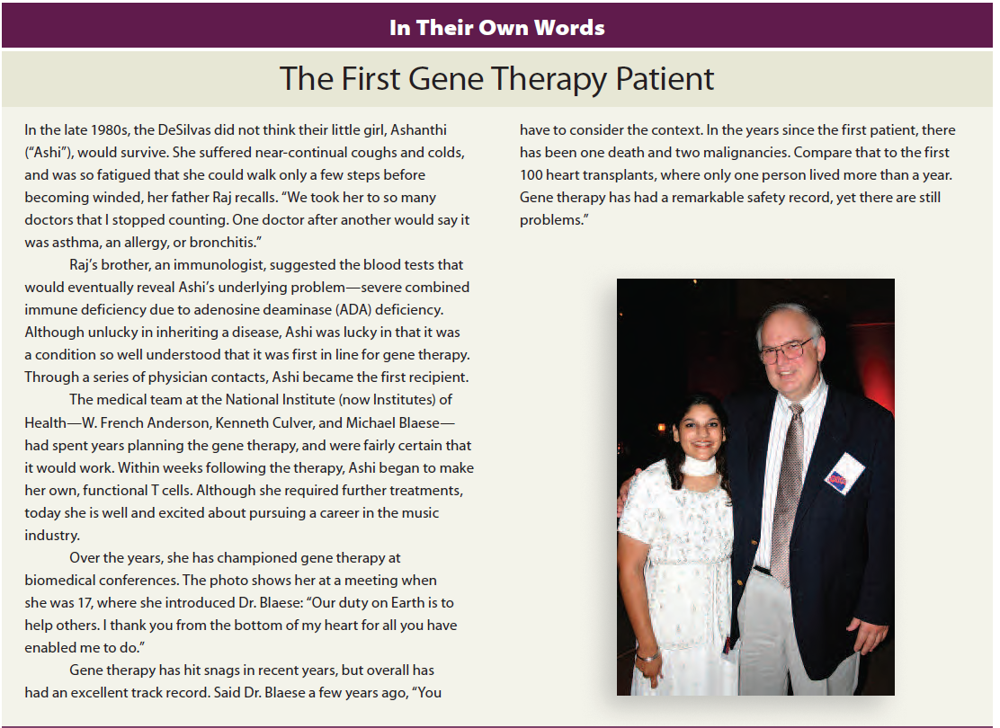 In Their Own Words
The First Gene Therapy Patient
In the late 1980s, the DeSilvas did not think their little girl, Ashanthi
(“Ashi”), would survive. She suffered near-continual coughs and colds,
and was so fatigued that she could walk only a few steps before
becoming winded, her father Raj recalls. “We took her to so many
doctors that I stopped counting. One doctor after another would say it
was asthma, an allergy, or bronchitis.”
Raj’s brother, an immunologist, suggested the blood tests that
would eventually reveal Ashi’s underlying problem—severe combined
immune deficiency due to adenosine deaminase (ADA) deficiency.
Although unlucky in inheriting a disease, Ashi was lucky in that it was
a condition so well understood that it was first in line for gene therapy.
Through a series of physician contacts, Ashi became the first recipient.
The medical team at the National Institute (now Institutes) of
Health—W. French Anderson, Kenneth Culver, and Michael Blaese—
had spent years planning the gene therapy, and were fairly certain that
it would work. Within weeks following the therapy, Ashi began to make
her own, functional T cells. Although she required further treatments,
today she is well and excited about pursuing a career in the music
industry.
Over the years, she has championed gene therapy at
biomedical conferences. The photo shows her at a meeting when
she was 17, where she introduced Dr. Blaese: “Our duty on Earth is to
help others. I thank you from the bottom of my heart for all you have
enabled me to do.”
Gene therapy has hit snags in recent years, but overall has
had an excellent track record. Said Dr. Blaese a few years ago, “You
have to consider the context. In the years since the first patient, there
has been one death and two malignancies. Compare that to the first
100 heart transplants, where only one person lived more than a year.
Gene therapy has had a remarkable safety record, yet there are still
problems.”